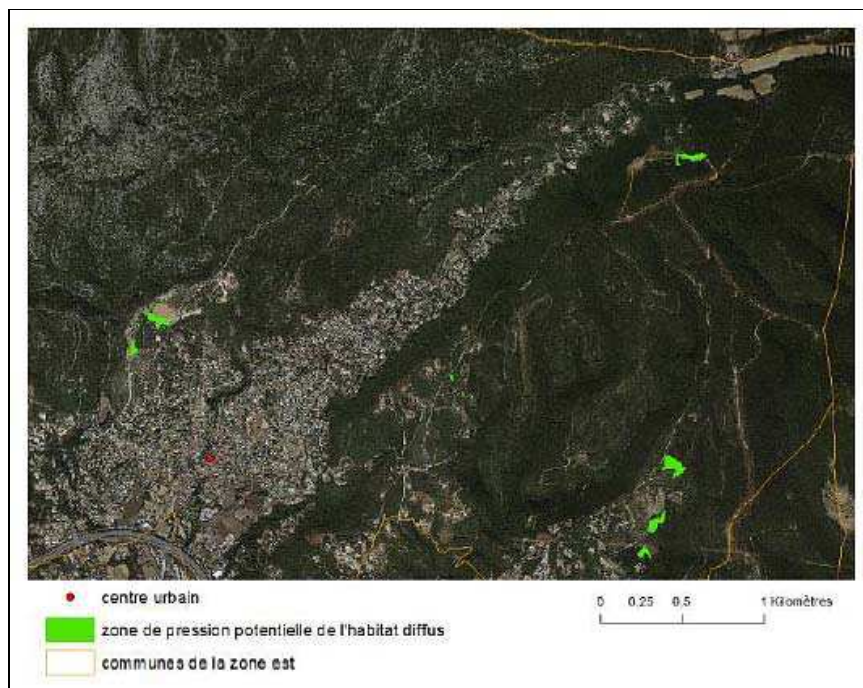 centre urbain
zone de pression potentielle de l'habitat diffus
communes de la zone est
0 0.25 0.5 1 Kilomètres